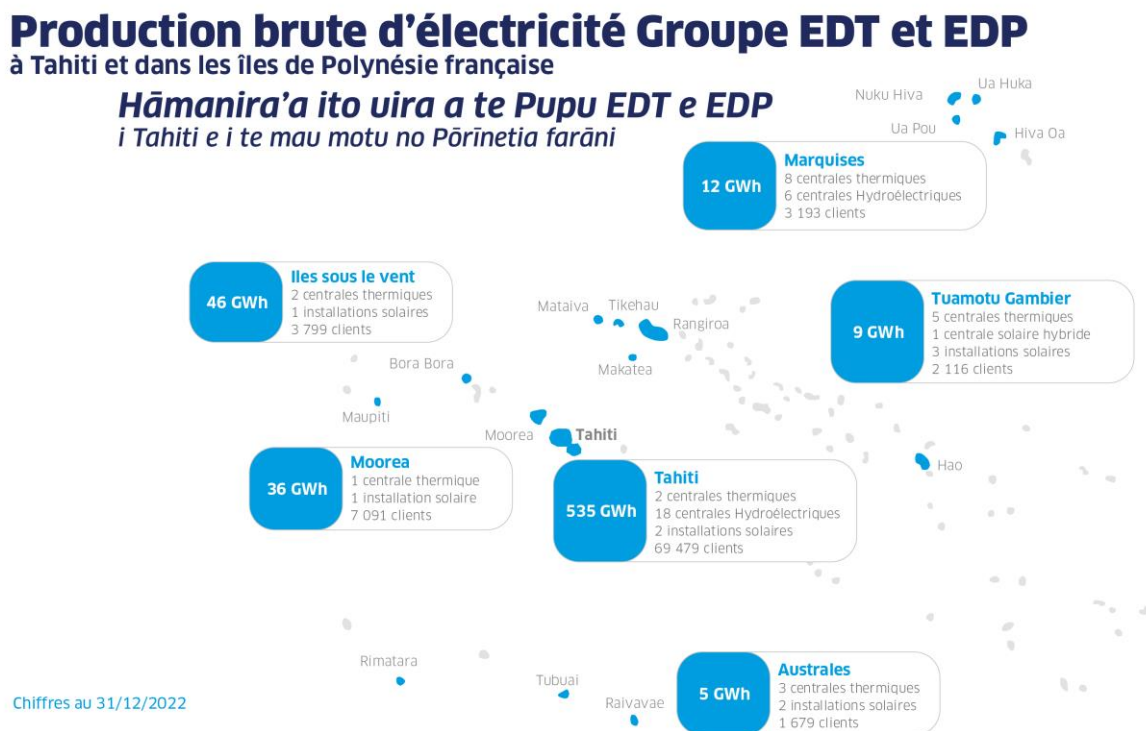 Production brute d'électricité Groupe EDT et EDP
à Tahiti et dans les îles de Polynésie française
Hāmanira'a ito uira a te Pupu EDT e EDP
i Tahiti e i te mau motu no Pōrīnetia farāni
Nuku Hiva
Ua Huka
Ua Pou
Hiva Oa
12 GWh
Marquises
8 centrales thermiques
6 centrales Hydroélectriques
3 193 clients
46 GWh
Iles sous le vent
2 centrales thermiques
1 installations solaires
3 799 clients
Mataiva
Tikehau
Rangiroa
Makatea
9 GWh
Tuamotu Gambier
5 centrales thermiques
1 centrale solaire hybride
3 installations solaires
2 116 clients
Bora Bora
Maupiti
Moorea
Tahiti
Hao
36 GWh
Moorea
1 centrale thermique
1 installation solaire
7 091 clients
535 GWh
Tahiti
2 centrales thermiques
18 centrales Hydroélectriques
2 installations solaires
69 479 clients
Rimatara
Tubuai
Raivavae
5 GWh
Australes
3 centrales thermiques
2 installations solaires
1 679 clients
Chiffres au 31/12/2022